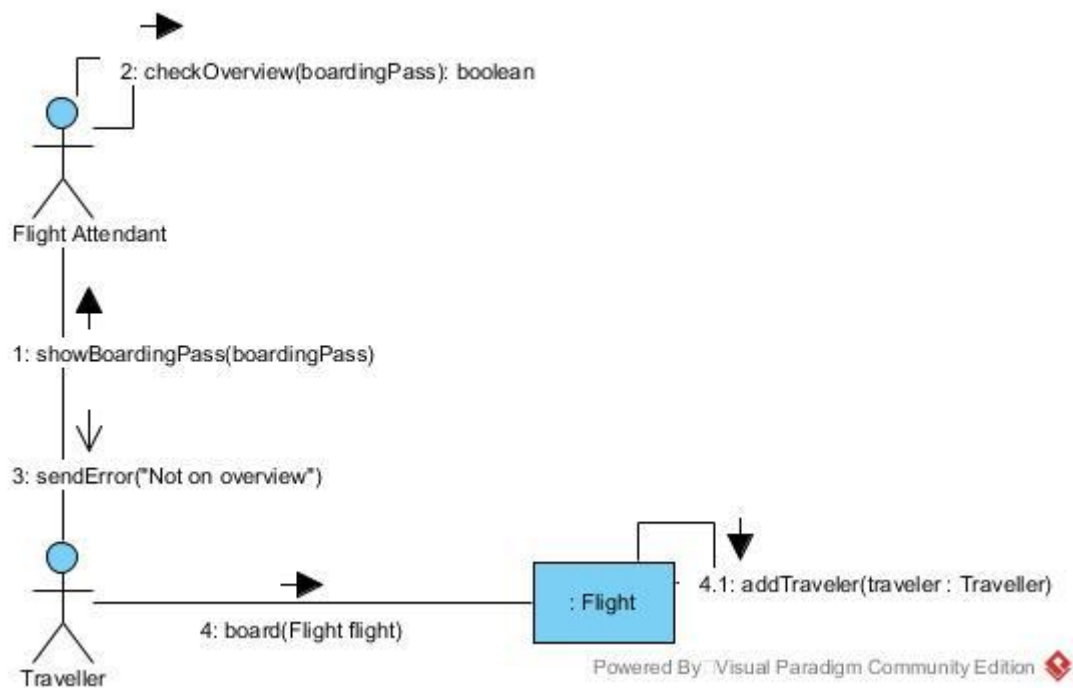 2: checkOverview(boardingPass): boolean
Flight Attendant
1: showBoardingPass(boardingPass)
3: sendError("Not on overview")
4.1: addTraveler(traveler : Traveller)
: Flight
4: board(Flight flight)
Traveller
Powered By Visual Paradigm Community Edition